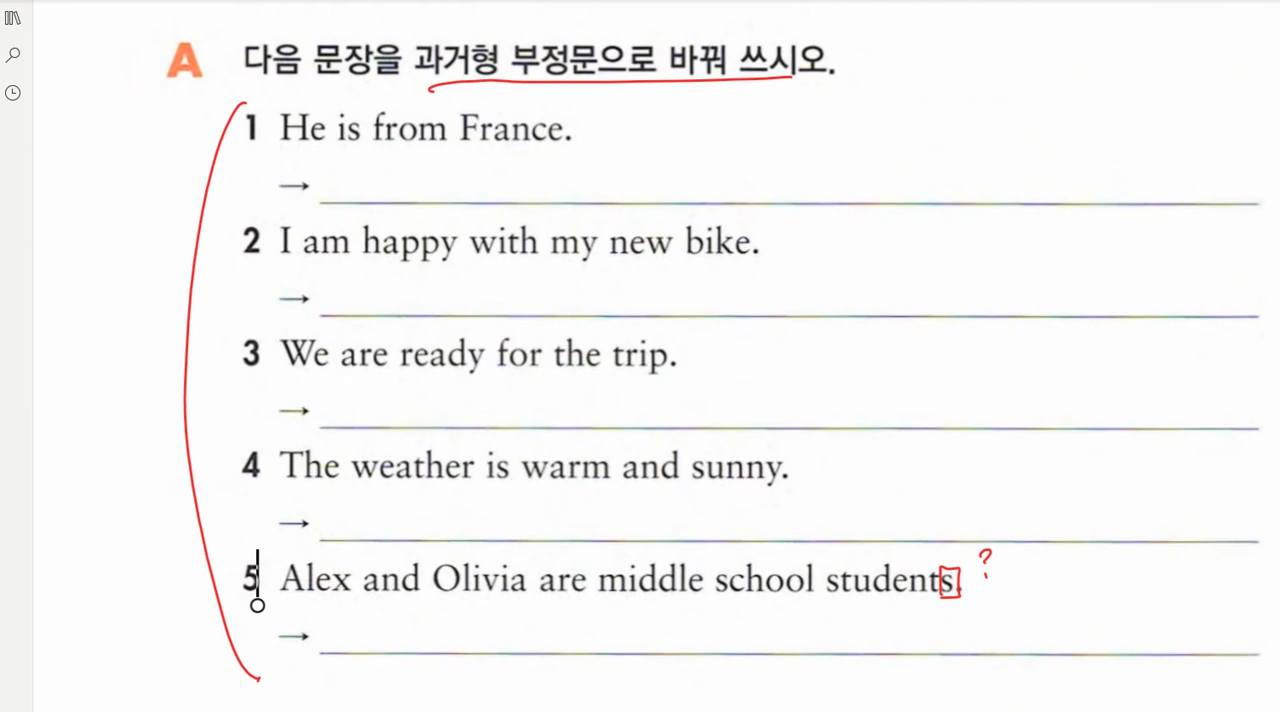 A 다음 문장을 과거형 부정문으로 바꿔 쓰시오.
1 He is from France.
→
2 I am happy with my new bike.
→
3 We are ready for the trip.
→
4 The weather is warm and sunny.
→
5 Alex and Olivia are middle school students. ?
→